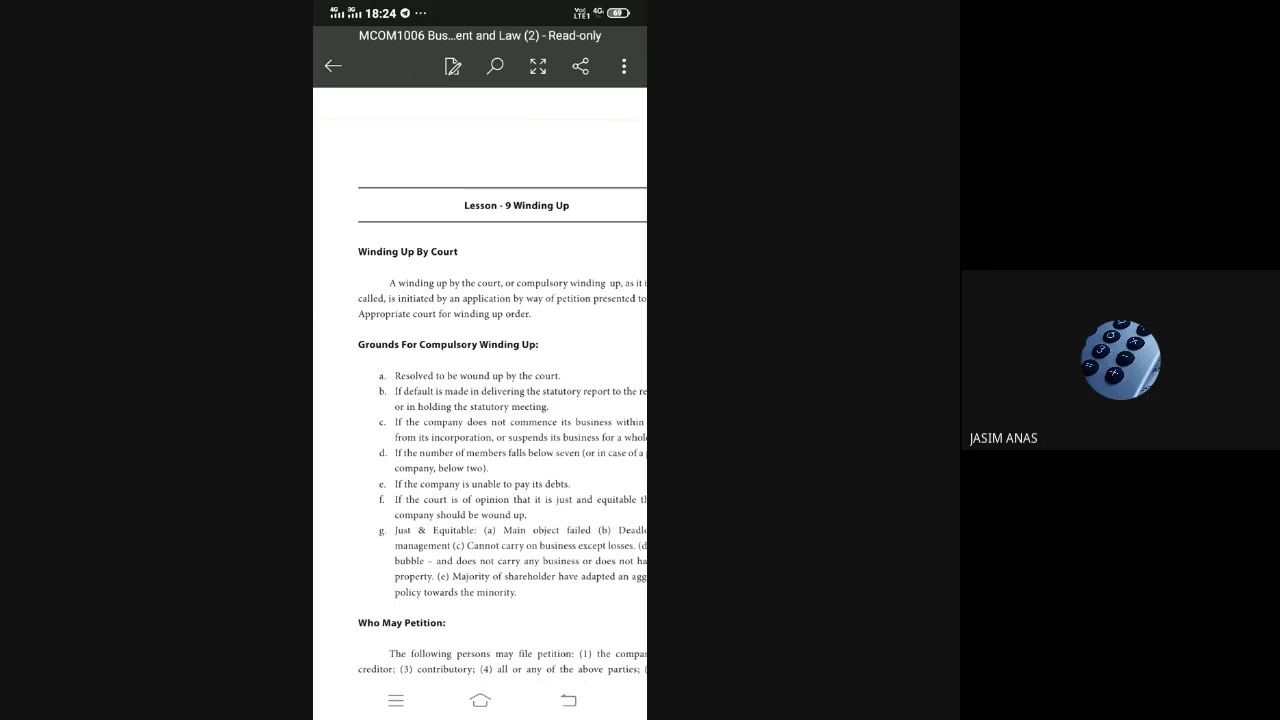 4G 3G 18:24 ...
Vo) LTE1 4G 69
MCOM1006 Bus...ent and Law (2) - Read-only
Lesson - 9 Winding Up
Winding Up By Court
A winding up by the court, or compulsory winding up, as it i
called, is initiated by an application by way of petition presented to
Appropriate court for winding up order.
Grounds For Compulsory Winding Up:
a. Resolved to be wound up by the court.
b. If default is made in delivering the statutory report to the re
or in holding the statutory meeting.
c. If the company does not commence its business within
from its incorporation, or suspends its business for a whol
d. If the number of members falls below seven (or in case of a p
company, below two).
e. If the company is unable to pay its debts.
f. If the court is of opinion that it is just and equitable th
company should be wound up.
g. Just & Equitable: (a) Main object failed (b) Deadlo
management (c) Cannot carry on business except losses. (d
bubble – and does not carry any business or does not ha
property. (e) Majority of shareholder have adapted an agg
policy towards the minority.
Who May Petition:
The following persons may file petition: (1) the compan
creditor; (3) contributory; (4) all or any of the above parties; (
JASIM ANAS